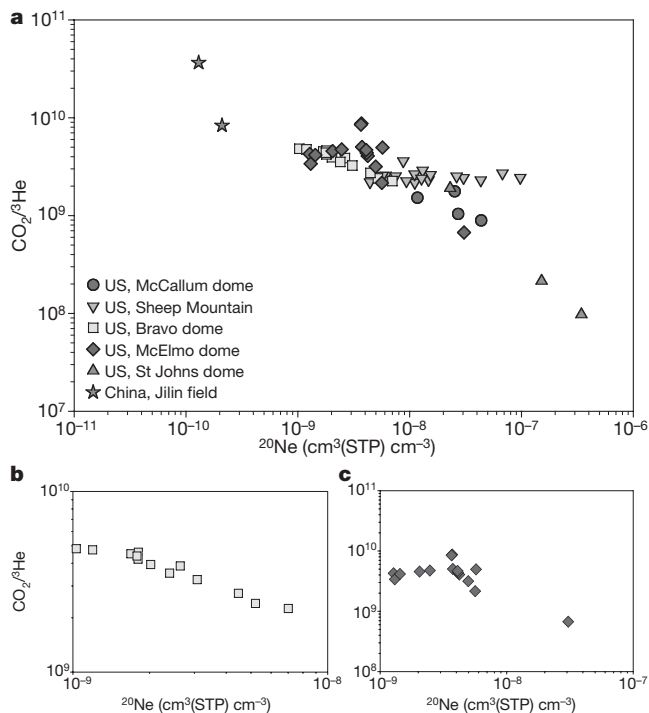 a
10¹¹
10¹⁰
10⁹
10⁸
10⁷
CO₂/³He
US, McCallum dome
US, Sheep Mountain
US, Bravo dome
US, McElmo dome
US, St Johns dome
China, Jilin field
10⁻¹¹ 10⁻¹⁰ 10⁻⁹ 10⁻⁸ 10⁻⁷ 10⁻⁶
²⁰Ne (cm³(STP) cm⁻³)
b
10¹⁰
10⁹
CO₂/³He
10⁻⁹ 10⁻⁸
²⁰Ne (cm³(STP) cm⁻³)
c
10¹¹
10¹⁰
10⁹
10⁸
10⁻⁹ 10⁻⁸ 10⁻⁷
²⁰Ne (cm³(STP) cm⁻³)